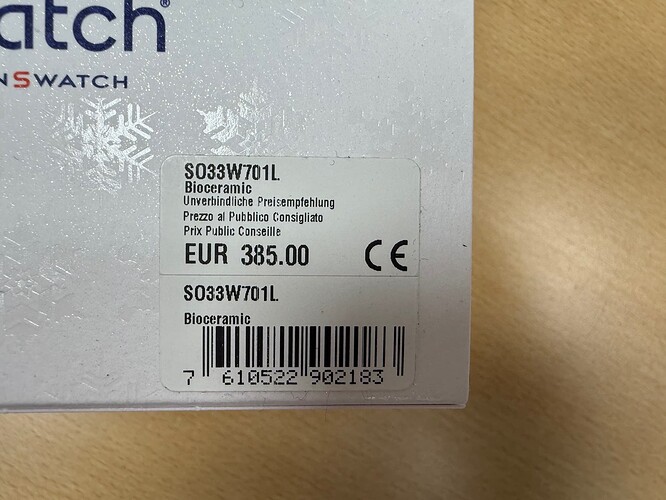 atch®
NSWATCH
SO33W701L
Bioceramic
Unverbindliche Preisempfehlung
Prezzo al Pubblico Consigliato
Prix Public Conseille
EUR 385.00
CE
SO33W701L
Bioceramic
7 610522 902183